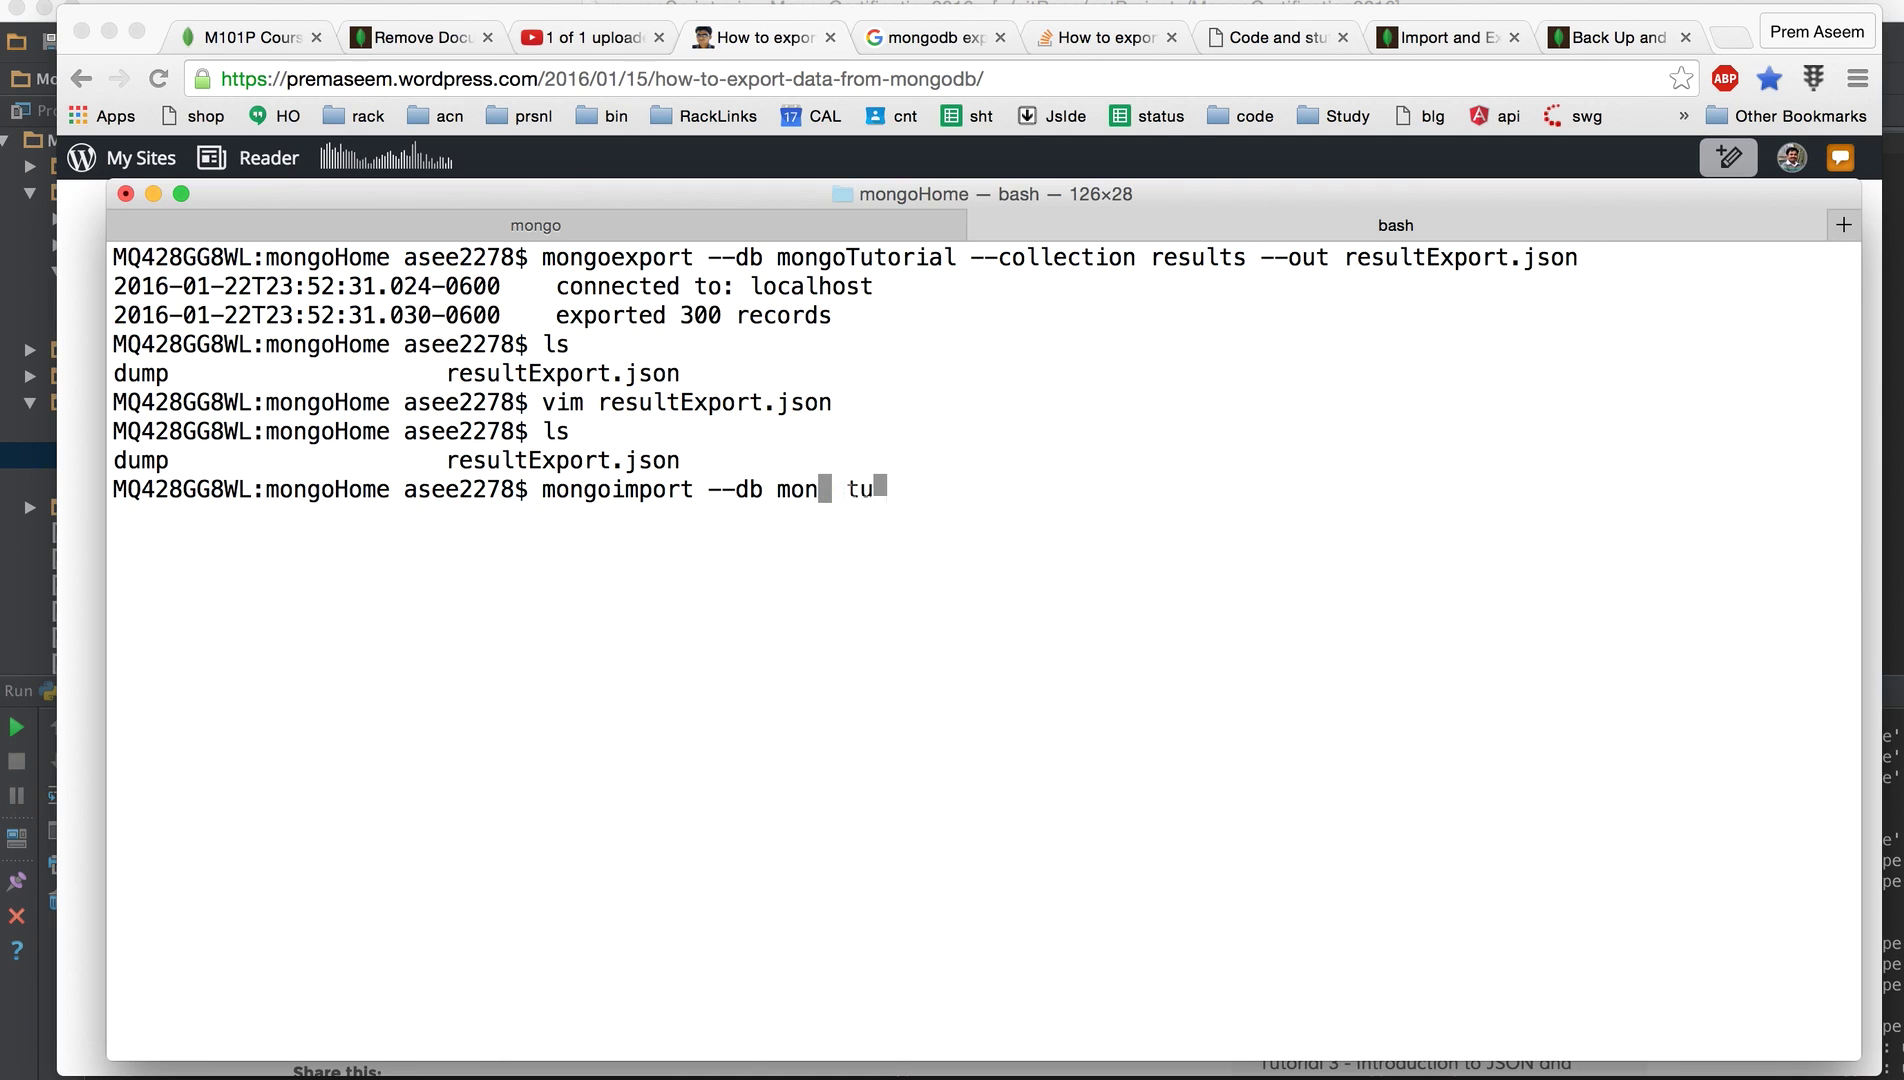 M101P Cours
Remove Docu
1 of 1 upload
How to expor
mongodb exp
How to expor
Code and stu
Import and Ex
Back Up and
Prem Aseem
https://premaseem.wordpress.com/2016/01/15/how-to-export-data-from-mongodb/
ABP
Apps
shop
HO
rack
acn
prsnl
bin
RackLinks
17 CAL
cnt
sht
JsIde
status
code
Study
blg
api
swg
»
Other Bookmarks
My Sites
Reader
mongoHome — bash — 126×28
mongo
bash
MQ428GG8WL:mongoHome asee2278$ mongoexport --db mongoTutorial --collection results --out resultExport.json
2016-01-22T23:52:31.024-0600    connected to: localhost
2016-01-22T23:52:31.030-0600    exported 300 records
MQ428GG8WL:mongoHome asee2278$ ls
dump                    resultExport.json
MQ428GG8WL:mongoHome asee2278$ vim resultExport.json
MQ428GG8WL:mongoHome asee2278$ ls
dump                    resultExport.json
MQ428GG8WL:mongoHome asee2278$ mongoimport --db mon  tu
Run
Share this:
Tutorial 3 - Introduction to JSON and